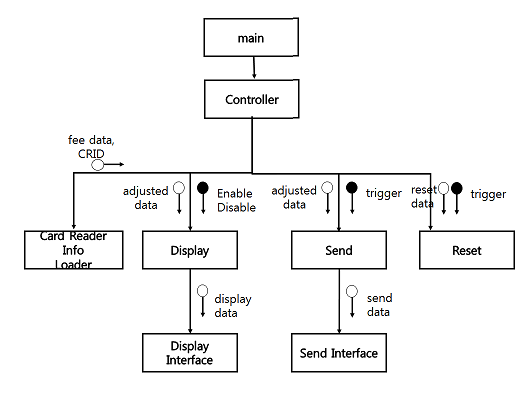 main
Controller
fee data,
CRID
adjusted
data
Enable
Disable
adjusted
data
trigger
reset
data
trigger
Card Reader
Info
Loader
Display
Send
Reset
display
data
send
data
Display
Interface
Send Interface